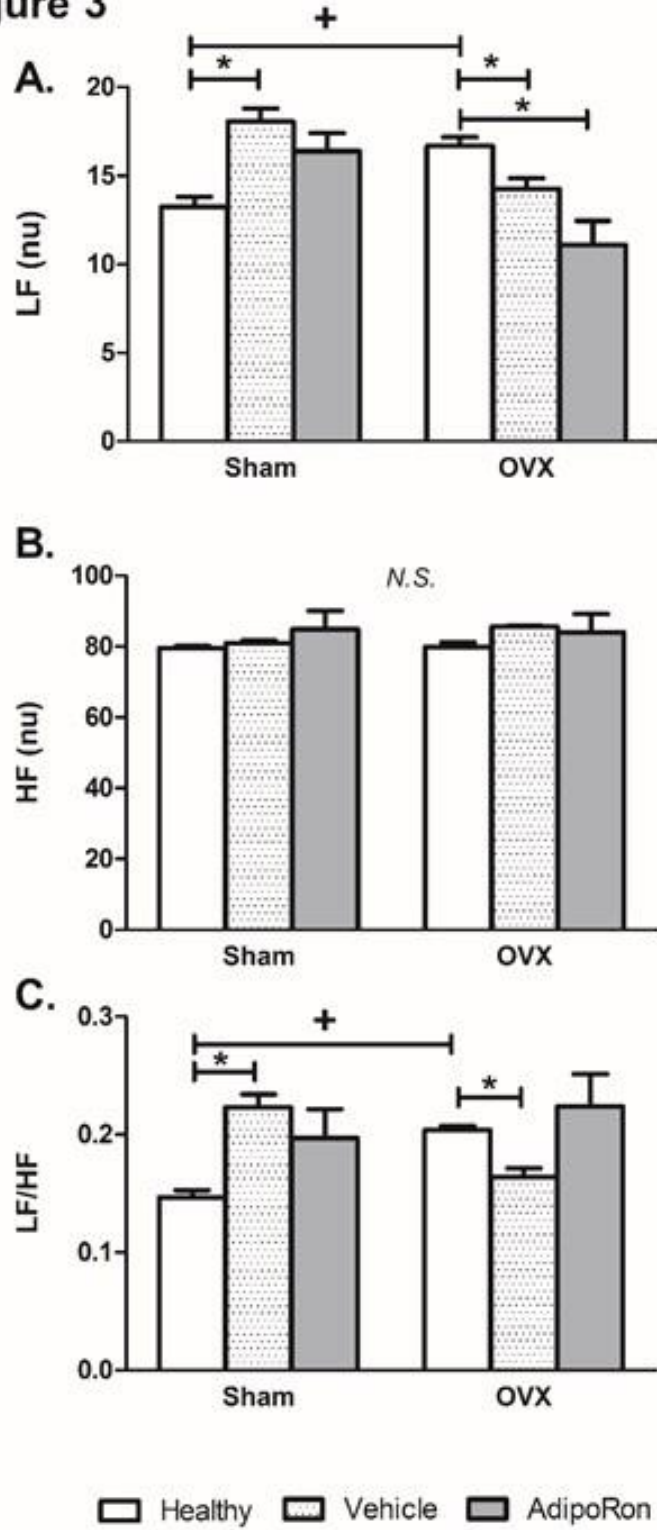 gure 3
+
A.
*
*
*
20
15
10
5
0
LF (nu)
Sham OVX
B.
N.S.
100
80
60
40
20
0
HF (nu)
Sham OVX
C.
+
*
*
0.3
0.2
0.1
0.0
LF/HF
Sham OVX
Healthy Vehicle AdipoRon